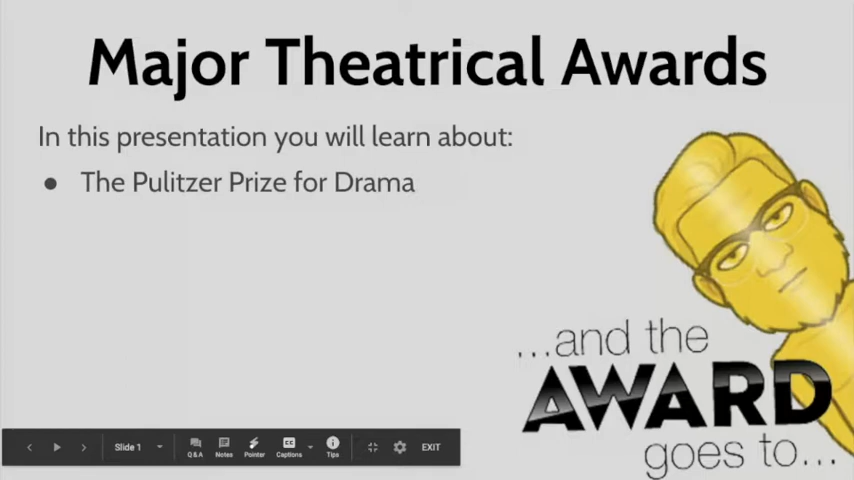 Major Theatrical Awards
In this presentation you will learn about:
● The Pulitzer Prize for Drama
...and the
AWARD
goes to...
Slide 1
Q&A
Notes
Pointer
Captions
Tips
EXIT